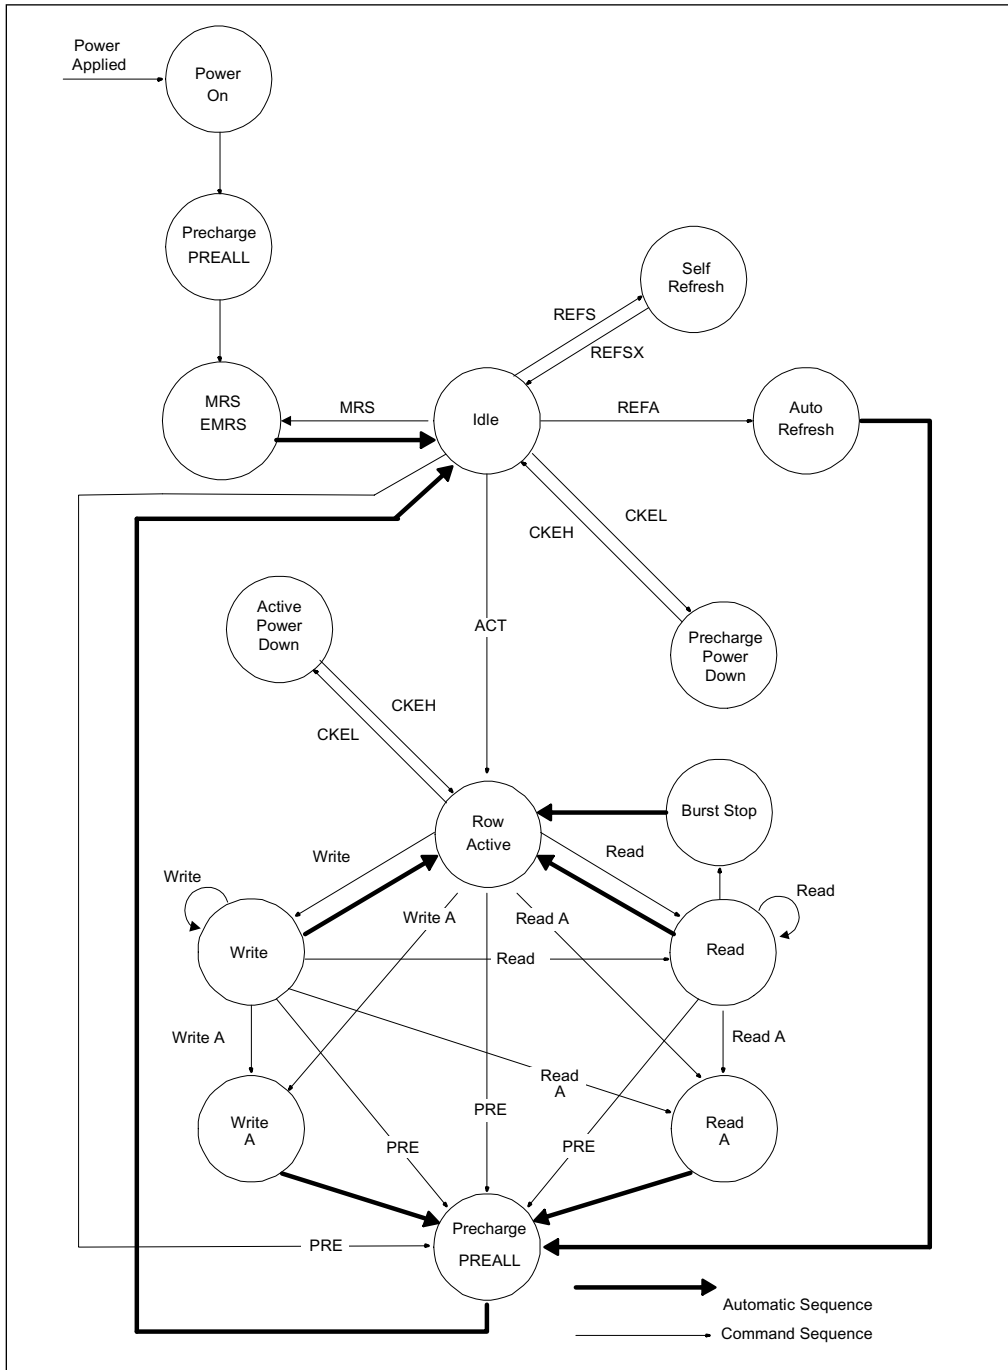 Power
Applied
Power
On
Precharge
PREALL
Self
Refresh
REFS
REFSX
MRS
EMRS
MRS
Idle
REFA
Auto
Refresh
CKEL
CKEH
Active
Power
Down
ACT
Precharge
Power
Down
CKEH
CKEL
Burst Stop
Row
Active
Write
Read
Write
Read
Write A
Read A
Write
Read
Read
Write A
Read A
Read
A
Write
A
PRE
Read
A
PRE
PRE
Precharge
PREALL
PRE
Automatic Sequence
Command Sequence